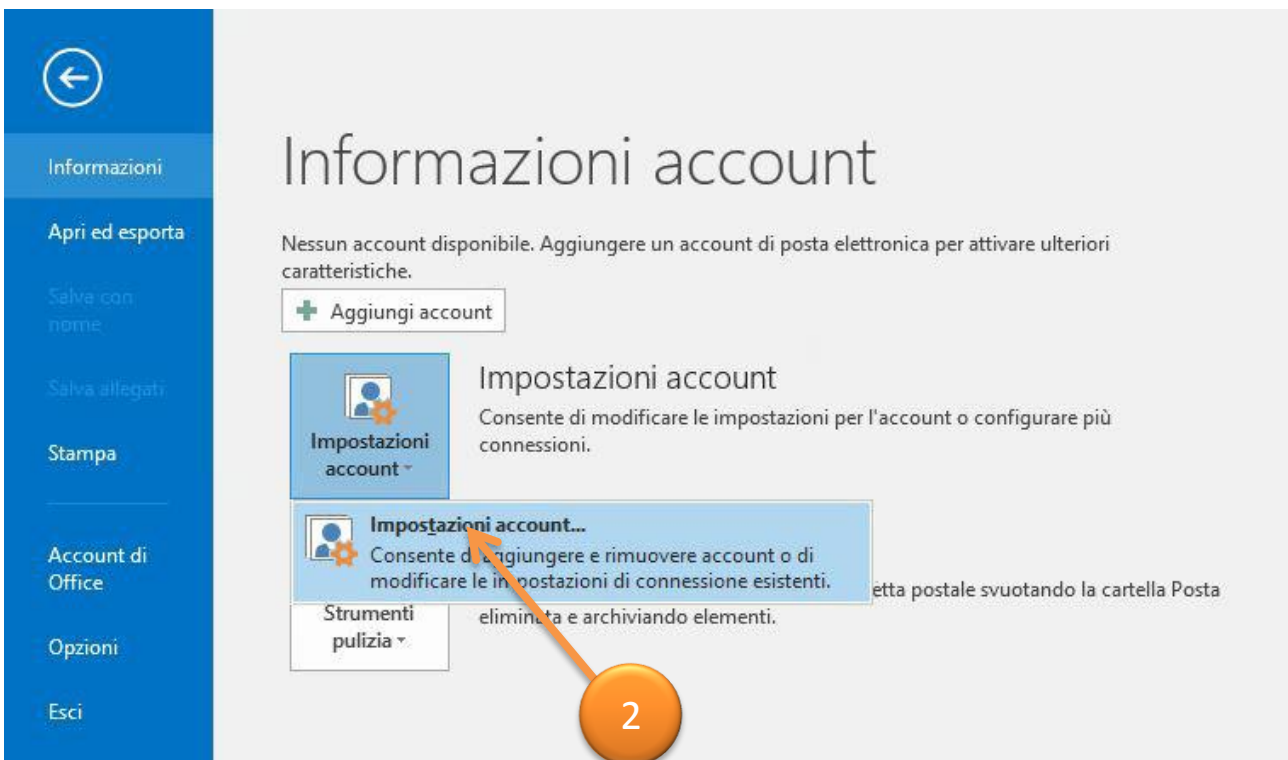 Informazioni
Apri ed esporta
Salva con
nome
Salva allegati
Stampa
Account di
Office
Opzioni
Esci
Informazioni account
Nessun account disponibile. Aggiungere un account di posta elettronica per attivare ulteriori
caratteristiche.
Aggiungi account
Impostazioni
account
Impostazioni account
Consente di modificare le impostazioni per l'account o configurare più
connessioni.
Impostazioni account...
Consente di aggiungere e rimuovere account o di
modificare le impostazioni di connessione esistenti.
etta postale svuotando la cartella Posta
eliminata e archiviando elementi.
Strumenti
pulizia
2